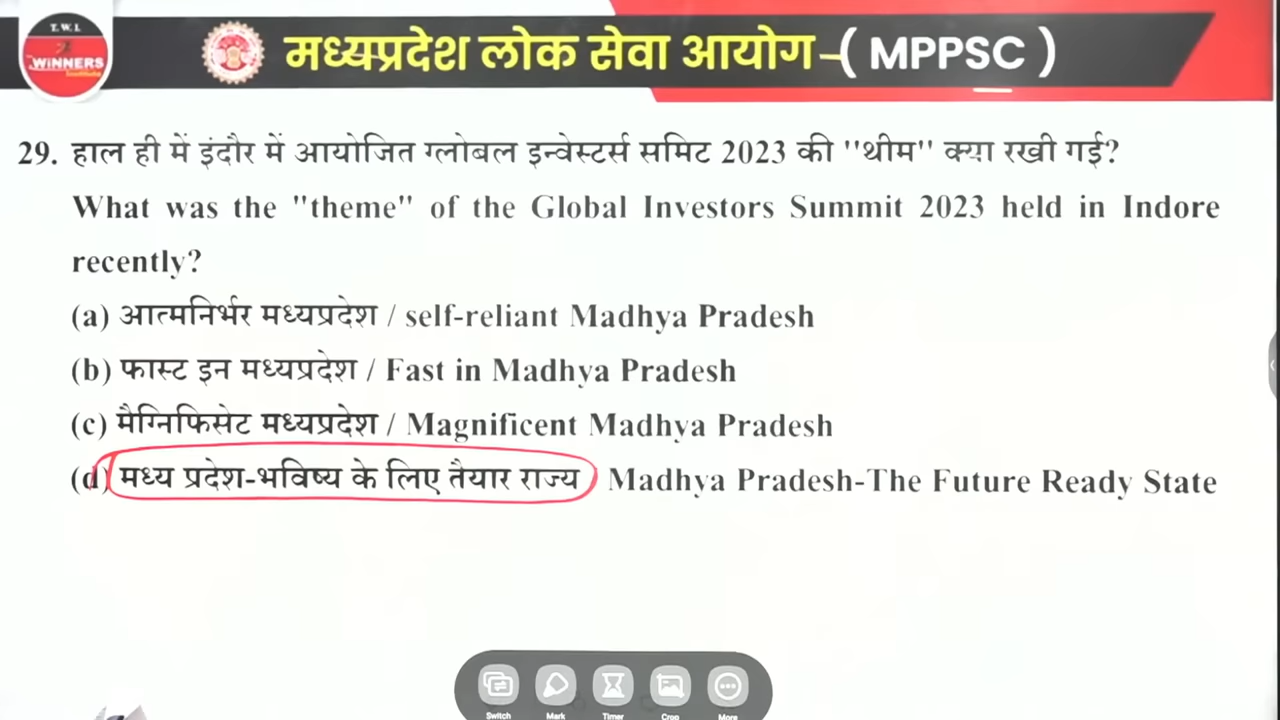 T.W.I.
WINNERS
Institute
मध्यप्रदेश लोक सेवा आयोग-( MPPSC )
29. हाल ही में इंदौर में आयोजित ग्लोबल इन्वेस्टर्स समिट 2023 की ''थीम'' क्या रखी गई?
What was the "theme" of the Global Investors Summit 2023 held in Indore
recently?
(a) आत्मनिर्भर मध्यप्रदेश / self-reliant Madhya Pradesh
(b) फास्ट इन मध्यप्रदेश / Fast in Madhya Pradesh
(c) मैग्निफिसेट मध्यप्रदेश / Magnificent Madhya Pradesh
(d) मध्य प्रदेश-भविष्य के लिए तैयार राज्य / Madhya Pradesh-The Future Ready State
Switch Mark Timer Crop More